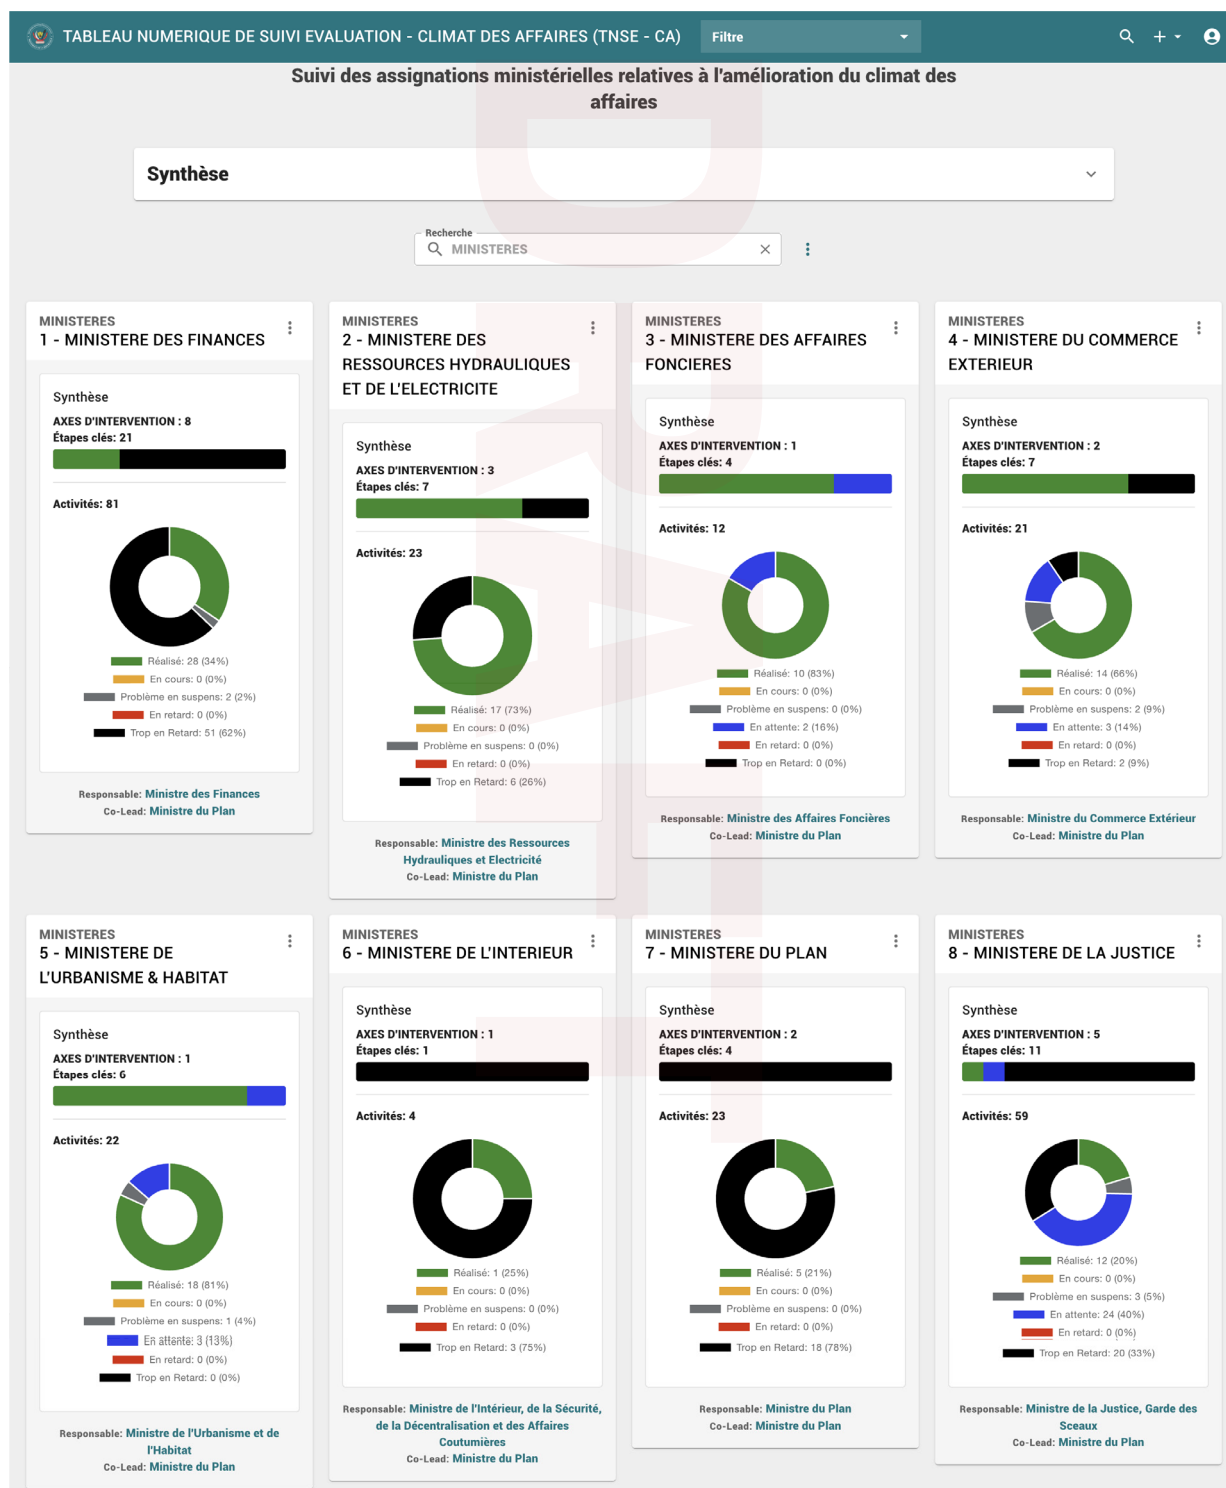 TABLEAU NUMERIQUE DE SUIVI EVALUATION - CLIMAT DES AFFAIRES (TNSE - CA)
Filtre
Suivi des assignations ministérielles relatives à l'amélioration du climat des
affaires
Synthèse
Recherche
MINISTERES
MINISTERES
1 - MINISTERE DES FINANCES
Synthèse
AXES D'INTERVENTION : 8
Étapes clés: 21
Activités: 81
Réalisé: 28 (34%)
En cours: 0 (0%)
Problème en suspens: 2 (2%)
En retard: 0 (0%)
Trop en Retard: 51 (62%)
Responsable: Ministre des Finances
Co-Lead: Ministre du Plan
MINISTERES
2 - MINISTERE DES
RESSOURCES HYDRAULIQUES
ET DE L'ELECTRICITE
Synthèse
AXES D'INTERVENTION : 3
Étapes clés: 7
Activités: 23
Réalisé: 17 (73%)
En cours: 0 (0%)
Problème en suspens: 0 (0%)
En retard: 0 (0%)
Trop en Retard: 6 (26%)
Responsable: Ministre des Ressources
Hydrauliques et Electricité
Co-Lead: Ministre du Plan
MINISTERES
3 - MINISTERE DES AFFAIRES
FONCIERES
Synthèse
AXES D'INTERVENTION : 1
Étapes clés: 4
Activités: 12
Réalisé: 10 (83%)
En cours: 0 (0%)
Problème en suspens: 0 (0%)
En attente: 2 (16%)
En retard: 0 (0%)
Trop en Retard: 0 (0%)
Responsable: Ministre des Affaires Foncières
Co-Lead: Ministre du Plan
MINISTERES
4 - MINISTERE DU COMMERCE
EXTERIEUR
Synthèse
AXES D'INTERVENTION : 2
Étapes clés: 7
Activités: 21
Réalisé: 14 (66%)
En cours: 0 (0%)
Problème en suspens: 2 (9%)
En attente: 3 (14%)
En retard: 0 (0%)
Trop en Retard: 2 (9%)
Responsable: Ministre du Commerce Extérieur
Co-Lead: Ministre du Plan
MINISTERES
5 - MINISTERE DE
L'URBANISME & HABITAT
Synthèse
AXES D'INTERVENTION : 1
Étapes clés: 6
Activités: 22
Réalisé: 18 (81%)
En cours: 0 (0%)
Problème en suspens: 1 (4%)
En attente: 3 (13%)
En retard: 0 (0%)
Trop en Retard: 0 (0%)
Responsable: Ministre de l'Urbanisme et de
l'Habitat
Co-Lead: Ministre du Plan
MINISTERES
6 - MINISTERE DE L'INTERIEUR
Synthèse
AXES D'INTERVENTION : 1
Étapes clés: 1
Activités: 4
Réalisé: 1 (25%)
En cours: 0 (0%)
Problème en suspens: 0 (0%)
En retard: 0 (0%)
Trop en Retard: 3 (75%)
Responsable: Ministre de l'Intérieur, de la Sécurité,
de la Décentralisation et des Affaires
Coutumières
Co-Lead: Ministre du Plan
MINISTERES
7 - MINISTERE DU PLAN
Synthèse
AXES D'INTERVENTION : 2
Étapes clés: 4
Activités: 23
Réalisé: 5 (21%)
En cours: 0 (0%)
Problème en suspens: 0 (0%)
En retard: 0 (0%)
Trop en Retard: 18 (78%)
Responsable: Ministre du Plan
Co-Lead: Ministre du Plan
MINISTERES
8 - MINISTERE DE LA JUSTICE
Synthèse
AXES D'INTERVENTION : 5
Étapes clés: 11
Activités: 59
Réalisé: 12 (20%)
En cours: 0 (0%)
Problème en suspens: 3 (5%)
En attente: 24 (40%)
En retard: 0 (0%)
Trop en Retard: 20 (33%)
Responsable: Ministre de la Justice, Garde des
Sceaux
Co-Lead: Ministre du Plan
DRAFT